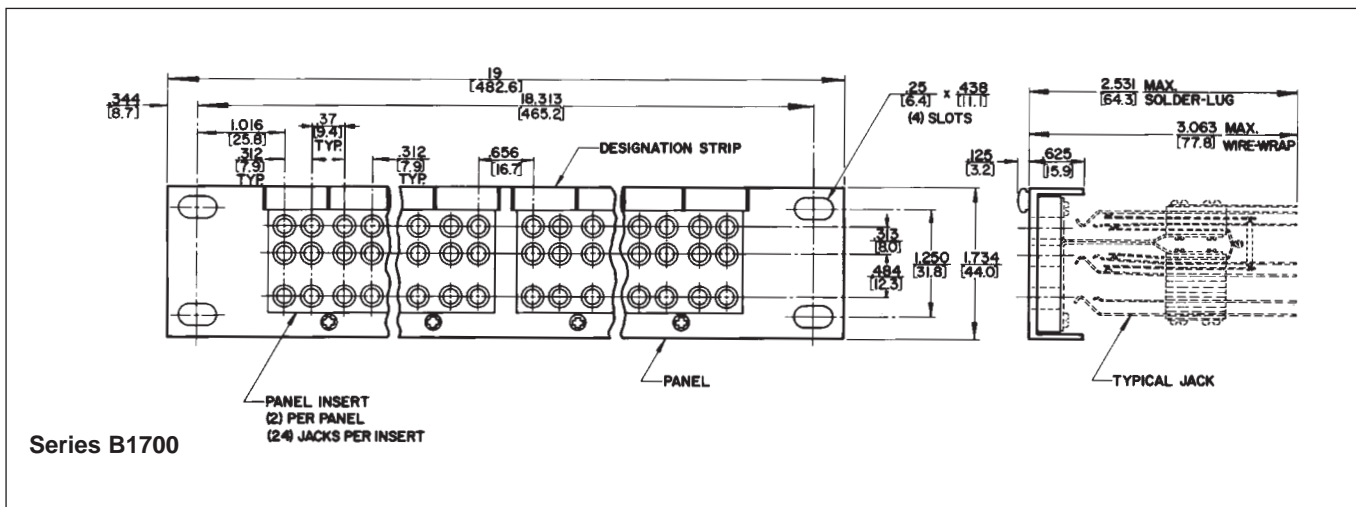 19
[482.6]
.344
[8.7]
18.313
[465.2]
1.016
[25.8]
.37
[9.4]
TYP.
.312
[7.9]
TYP.
.312
[7.9]
TYP.
.656
[16.7]
DESIGNATION STRIP
.25 x .438
[6.4] [11.1]
(4) SLOTS
2.531 MAX.
[64.3] SOLDER-LUG
3.063 MAX.
[77.8] WIRE-WRAP
.125
[3.2]
.625
15.9]
.313
[8.0]
.484
[12.3]
1.250
[31.8]
1.734
[44.0]
PANEL
TYPICAL JACK
PANEL INSERT
(2) PER PANEL
(24) JACKS PER INSERT
Series B1700